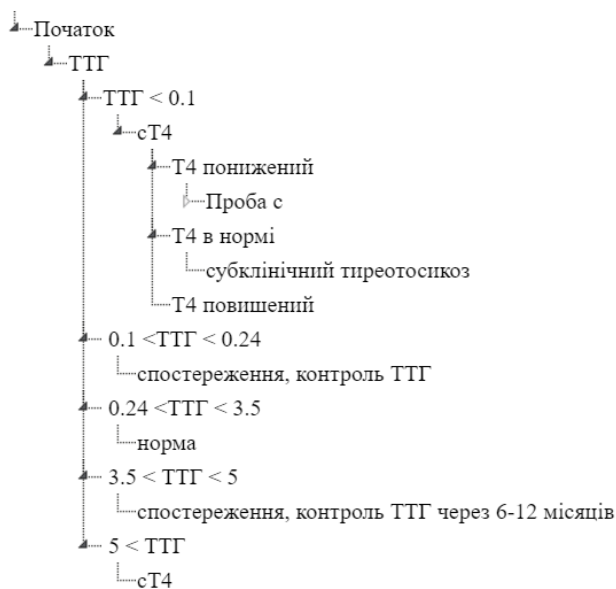 Початок
ТТГ
ТТГ < 0.1
сТ4
Т4 понижений
Проба с
Т4 в нормі
субклінічний тиреотосикоз
Т4 повишений
0.1 <ТТГ < 0.24
спостереження, контроль ТТГ
0.24 <ТТГ < 3.5
норма
3.5 < ТТГ < 5
спостереження, контроль ТТГ через 6-12 місяців
5 < ТТГ
сТ4